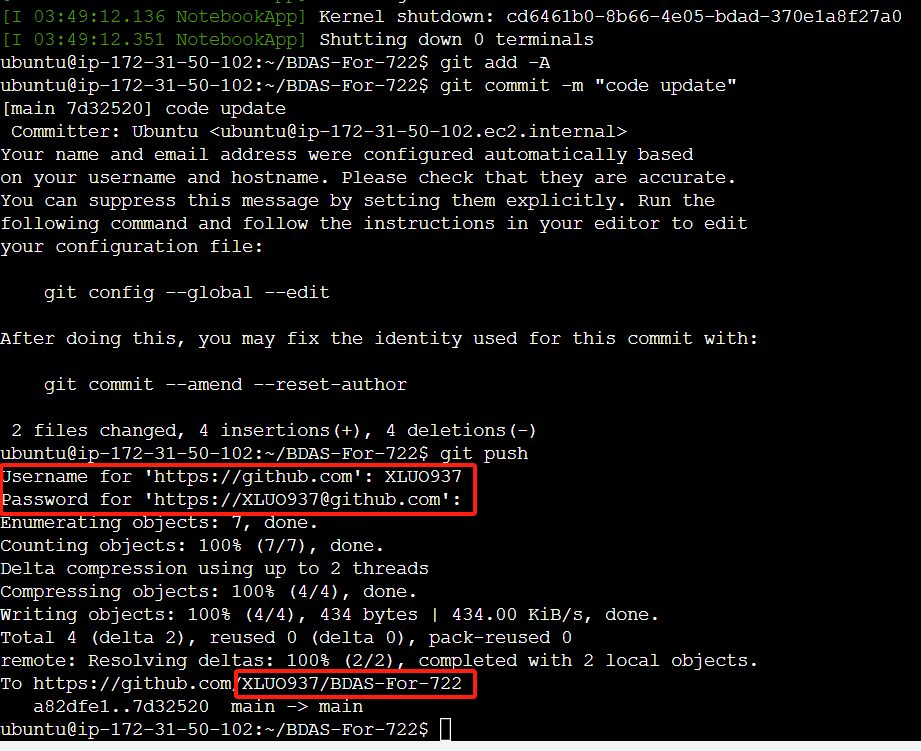 [I 03:49:12.136 NotebookApp] Kernel shutdown: cd6461b0-8b66-4e05-bdad-370e1a8f27a0
[I 03:49:12.351 NotebookApp] Shutting down 0 terminals
ubuntu@ip-172-31-50-102:~/BDAS-For-722$ git add -A
ubuntu@ip-172-31-50-102:~/BDAS-For-722$ git commit -m "code update"
[main 7d32520] code update
 Committer: Ubuntu <ubuntu@ip-172-31-50-102.ec2.internal>
Your name and email address were configured automatically based
on your username and hostname. Please check that they are accurate.
You can suppress this message by setting them explicitly. Run the
following command and follow the instructions in your editor to edit
your configuration file:
    git config --global --edit
After doing this, you may fix the identity used for this commit with:
    git commit --amend --reset-author
 2 files changed, 4 insertions(+), 4 deletions(-)
ubuntu@ip-172-31-50-102:~/BDAS-For-722$ git push
Username for 'https://github.com': XLUO937
Password for 'https://XLUO937@github.com':
Enumerating objects: 7, done.
Counting objects: 100% (7/7), done.
Delta compression using up to 2 threads
Compressing objects: 100% (4/4), done.
Writing objects: 100% (4/4), 434 bytes | 434.00 KiB/s, done.
Total 4 (delta 2), reused 0 (delta 0), pack-reused 0
remote: Resolving deltas: 100% (2/2), completed with 2 local objects.
To https://github.com/XLUO937/BDAS-For-722
   a82dfe1..7d32520  main -> main
ubuntu@ip-172-31-50-102:~/BDAS-For-722$